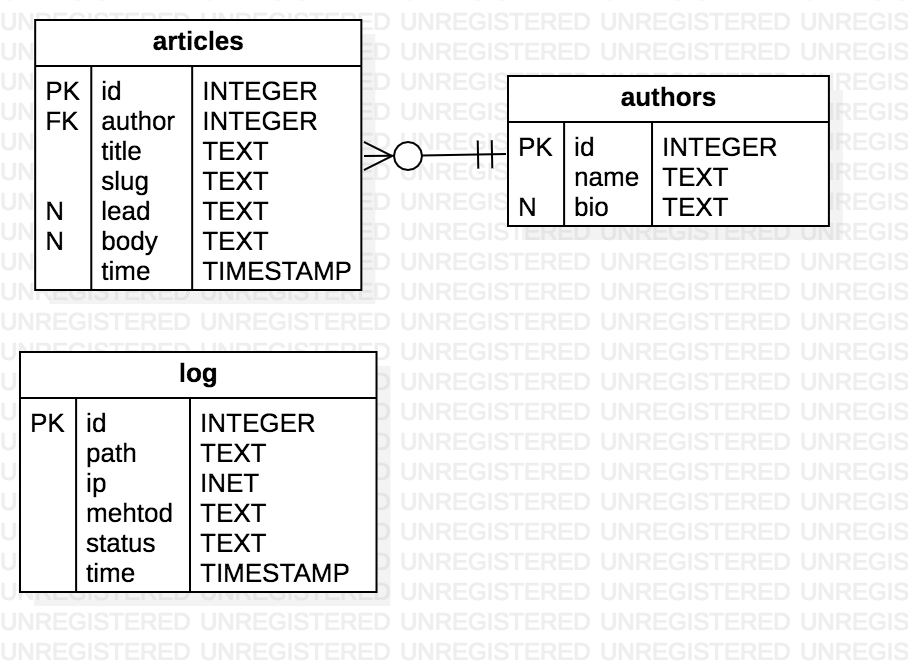 articles
PK id INTEGER
FK author INTEGER
title TEXT
slug TEXT
N lead TEXT
N body TEXT
time TIMESTAMP
authors
PK id INTEGER
name TEXT
N bio TEXT
log
PK id INTEGER
path TEXT
ip INET
mehtod TEXT
status TEXT
time TIMESTAMP
UNREGISTERED UNREGISTERED UNREGISTERED UNREGISTERED UNREGIS